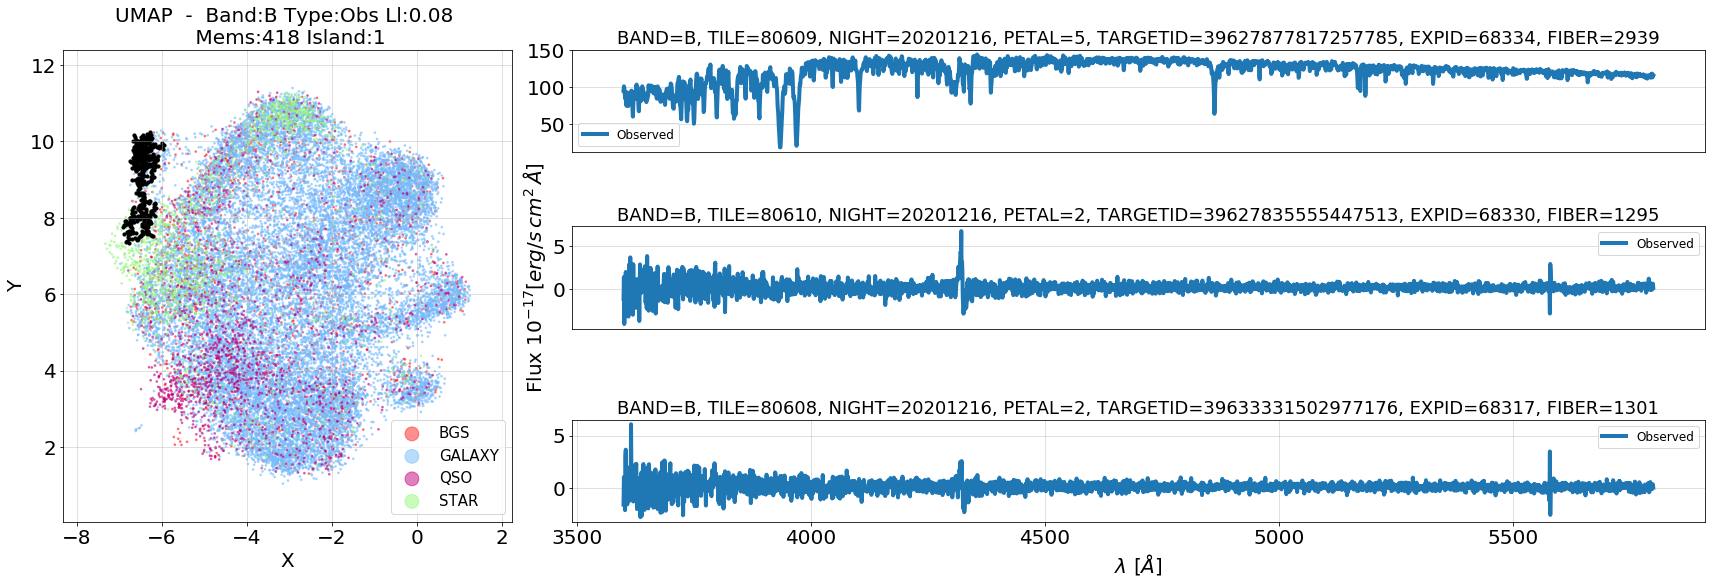 UMAP  -  Band:B Type:Obs Ll:0.08
Mems:418 Island:1
12
10
8
6
4
2
Y
−8
−6
−4
−2
0
2
X
BGS
GALAXY
QSO
STAR
BAND=B, TILE=80609, NIGHT=20201216, PETAL=5, TARGETID=39627877817257785, EXPID=68334, FIBER=2939
150
100
50
Observed
BAND=B, TILE=80610, NIGHT=20201216, PETAL=2, TARGETID=39627835555447513, EXPID=68330, FIBER=1295
5
0
Observed
Flux 10⁻¹⁷[erg/s cm² Å]
BAND=B, TILE=80608, NIGHT=20201216, PETAL=2, TARGETID=39633331502977176, EXPID=68317, FIBER=1301
5
0
Observed
3500
4000
4500
5000
5500
λ [Å]